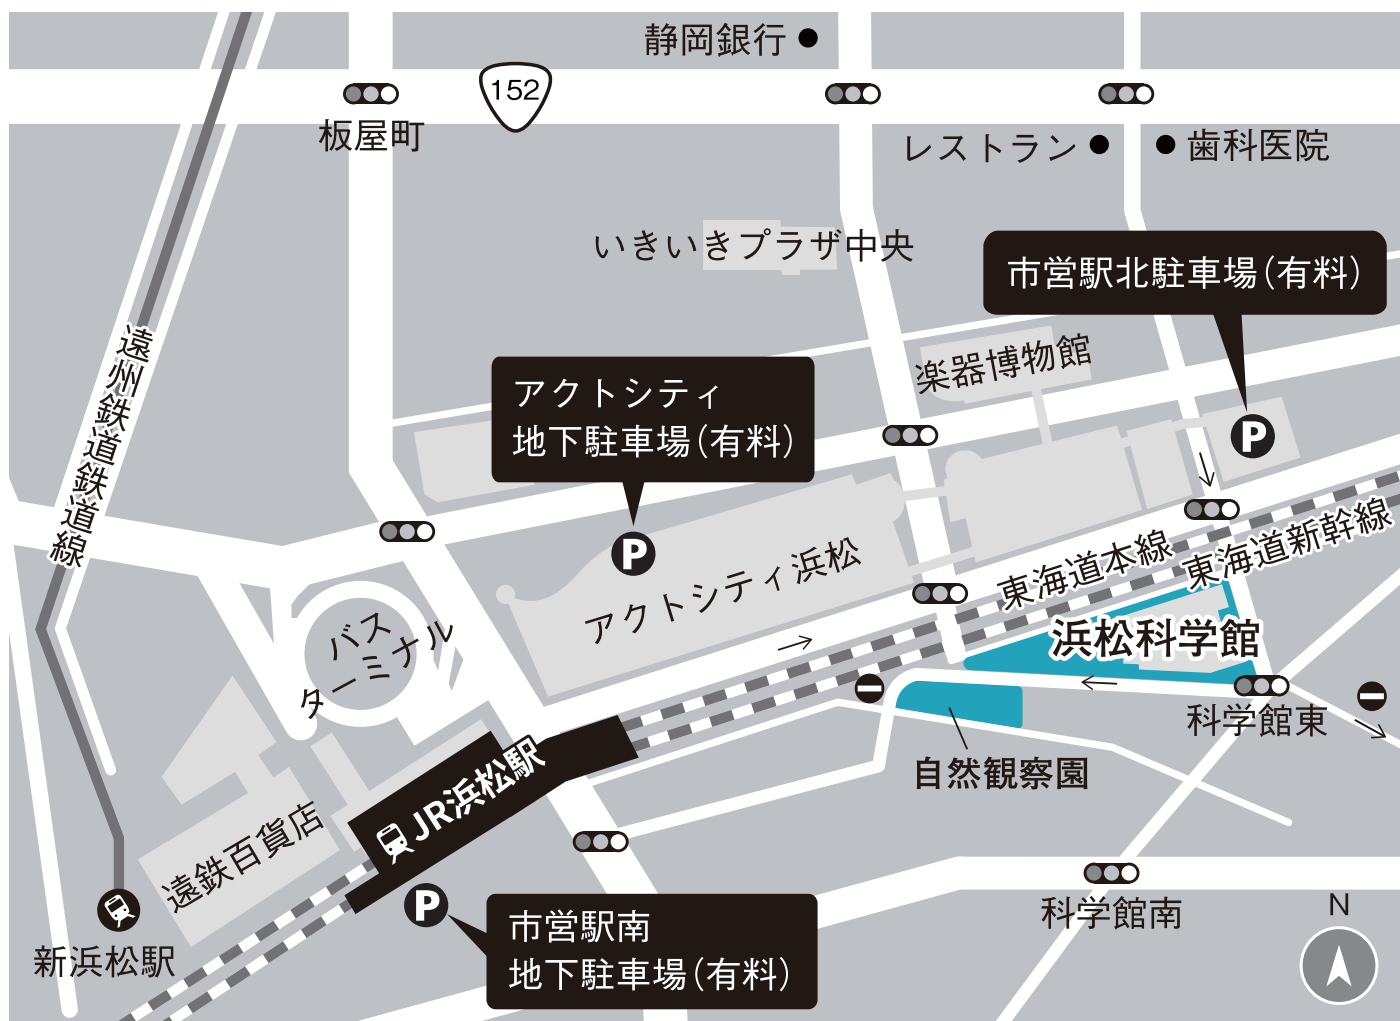 静岡銀行
152
板屋町
レストラン
歯科医院
いきいきプラザ中央
市営駅北駐車場(有料)
遠州鉄道鉄道線
楽器博物館
アクトシティ
地下駐車場(有料)
P
P
東海道本線
東海道新幹線
アクトシティ浜松
バス
ターミナル
浜松科学館
科学館東
自然観察園
JR浜松駅
遠鉄百貨店
P
新浜松駅
市営駅南
地下駐車場(有料)
科学館南
N